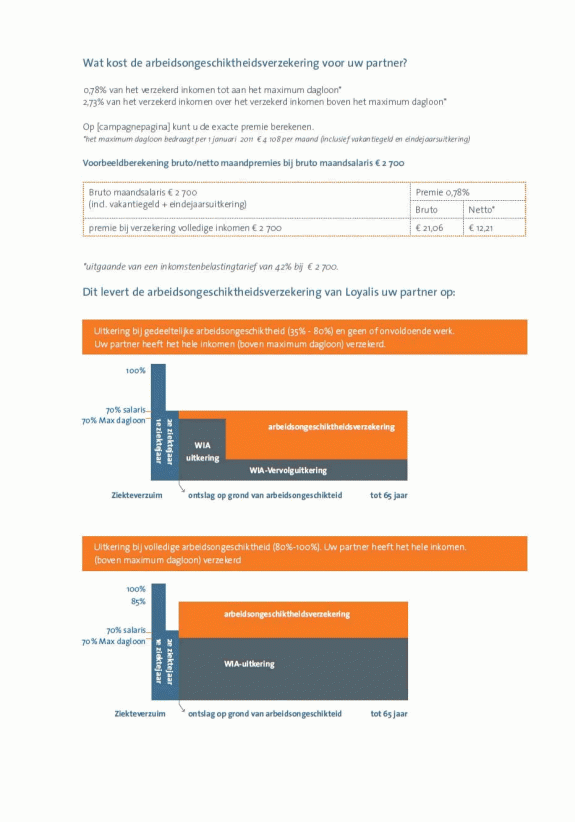 Wat kost de arbeidsongeschiktheidsverzekering voor uw partner?
0,78% van het verzekerd inkomen tot aan het maximum dagloon*
2,73% van het verzekerd inkomen over het verzekerd inkomen boven het maximum dagloon*
Op [campagnepagina] kunt u de exacte premie berekenen.
*het maximum dagloon bedraagt per 1 januari 2011 € 4 108 per maand (inclusief vakantiegeld en eindejaarsuitkering)
Voorbeeldberekening bruto/netto maandpremies bij bruto maandsalaris € 2 700
Bruto maandsalaris € 2 700
(incl. vakantiegeld + eindejaarsuitkering)
Premie 0,78%
Bruto
Netto*
premie bij verzekering volledige inkomen € 2 700
€ 21,06
€ 12,21
*uitgaande van een inkomstenbelastingtarief van 42% bij € 2 700.
Dit levert de arbeidsongeschiktheidsverzekering van Loyalis uw partner op:
Uitkering bij gedeeltelijke arbeidsongeschiktheid (35% - 80%) en geen of onvoldoende werk.
Uw partner heeft het hele inkomen (boven maximum dagloon) verzekerd.
100%
70% salaris
70% Max dagloon
1e ziektejaar
2e ziektejaar
WIA
uitkering
arbeidsongeschiktheidsverzekering
WIA-Vervolguitkering
Ziekteverzuim
ontslag op grond van arbeidsongeschikteid
tot 65 jaar
Uitkering bij volledige arbeidsongeschiktheid (80%-100%). Uw partner heeft het hele inkomen.
(boven maximum dagloon) verzekerd
100%
85%
70% salaris
70% Max dagloon
1e ziektejaar
2e ziektejaar
arbeidsongeschiktheidsverzekering
WIA-uitkering
Ziekteverzuim
ontslag op grond van arbeidsongeschikteid
tot 65 jaar